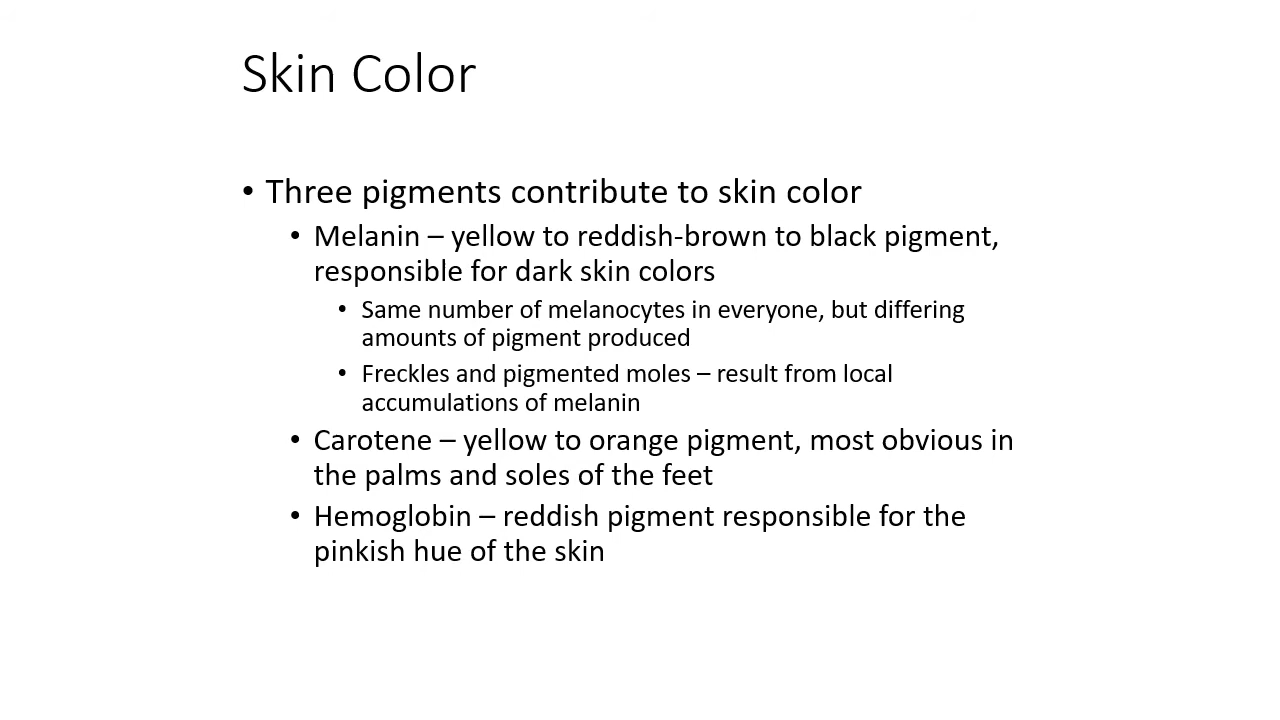 Skin Color
• Three pigments contribute to skin color
• Melanin – yellow to reddish-brown to black pigment,
responsible for dark skin colors
• Same number of melanocytes in everyone, but differing
amounts of pigment produced
• Freckles and pigmented moles – result from local
accumulations of melanin
• Carotene – yellow to orange pigment, most obvious in
the palms and soles of the feet
• Hemoglobin – reddish pigment responsible for the
pinkish hue of the skin